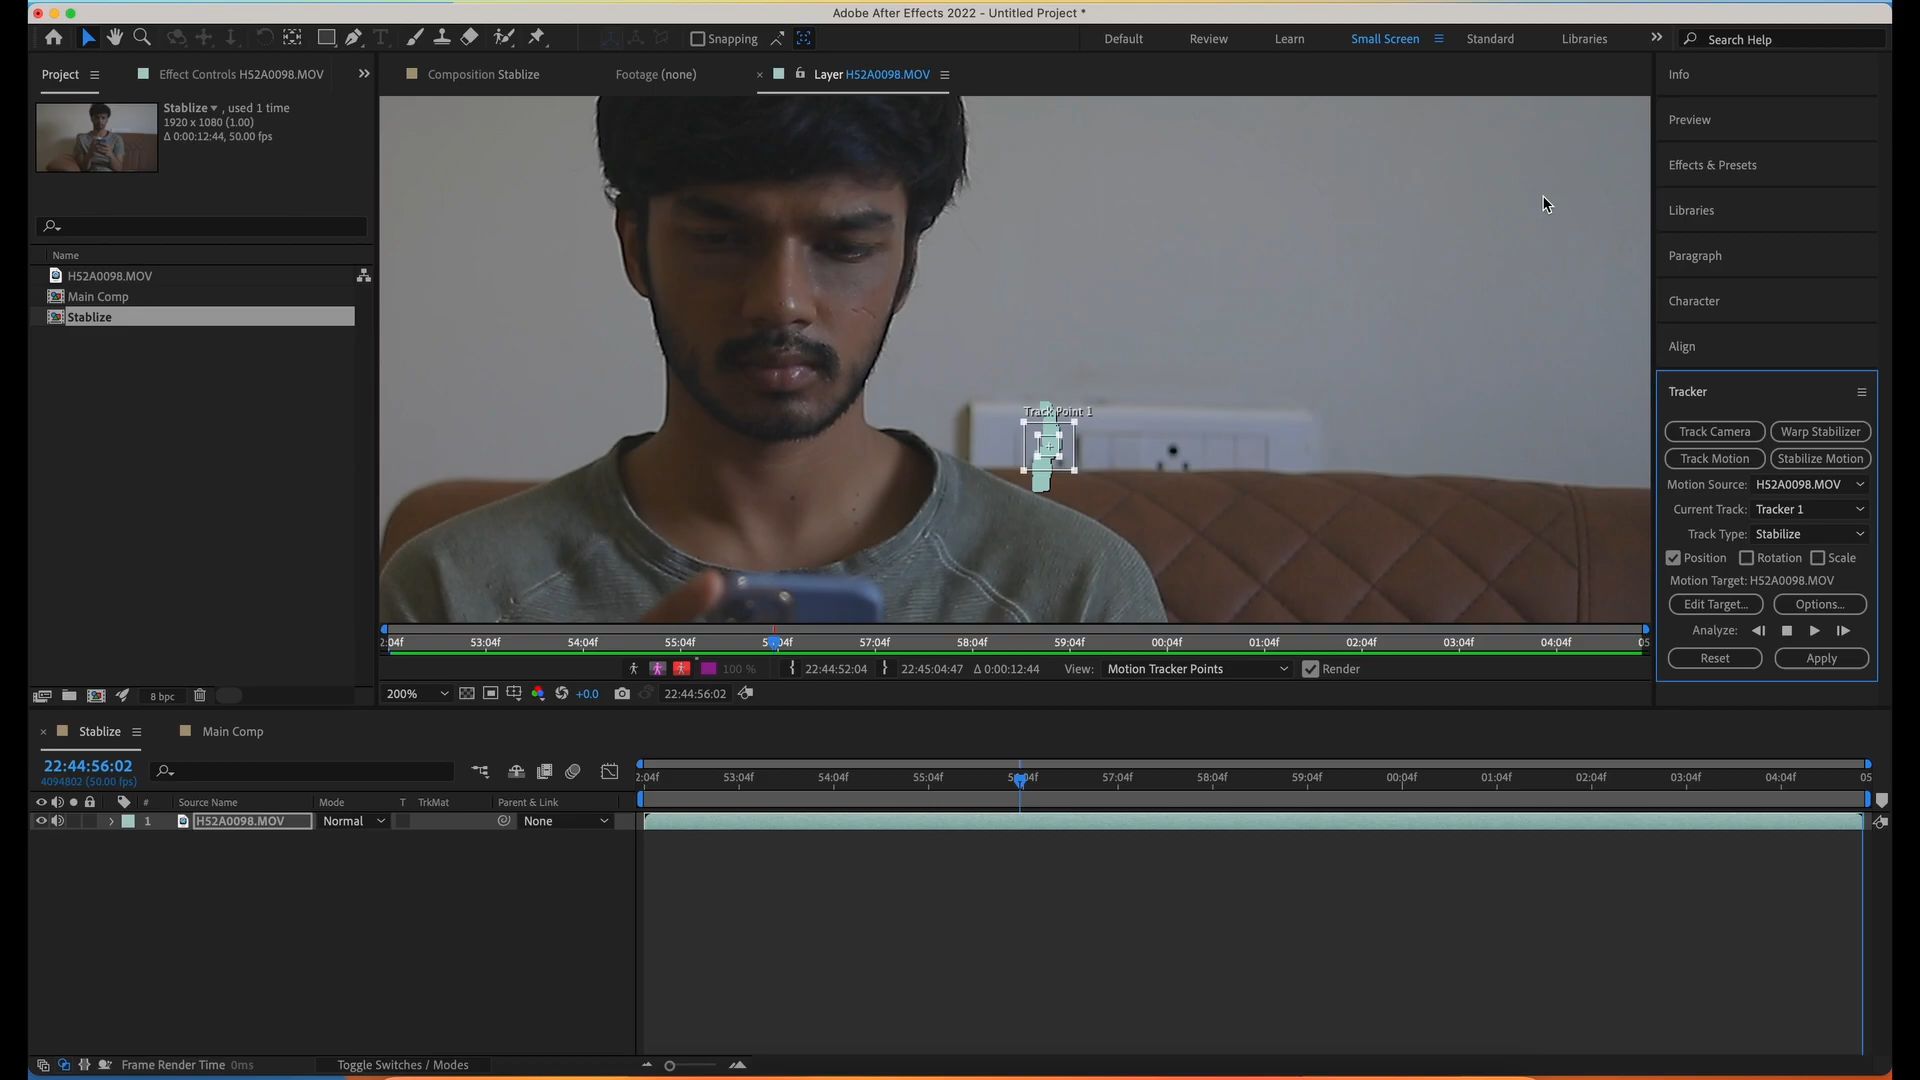 Adobe After Effects 2022 - Untitled Project *
Snapping
Default
Review
Learn
Small Screen
Standard
Libraries
Search Help
Project
Effect Controls H52A0098.MOV
Composition Stablize
Footage (none)
Layer H52A0098.MOV
Stablize , used 1 time
1920 x 1080 (1.00)
Δ 0:00:12:44, 50.00 fps
Name
H52A0098.MOV
Main Comp
Stablize
8 bpc
Track Point 1
2:04f 53:04f 54:04f 55:04f 57:04f 58:04f 59:04f 00:04f 01:04f 02:04f 03:04f 04:04f 05
100 %
22:44:52:04
22:45:04:47
Δ 0:00:12:44
View:
Motion Tracker Points
Render
200%
+0.0
22:44:56:02
Info
Preview
Effects & Presets
Libraries
Paragraph
Character
Align
Tracker
Track Camera
Warp Stabilizer
Track Motion
Stabilize Motion
Motion Source: H52A0098.MOV
Current Track: Tracker 1
Track Type: Stabilize
Position
Rotation
Scale
Motion Target: H52A0098.MOV
Edit Target...
Options...
Analyze:
Reset
Apply
Stablize
Main Comp
22:44:56:02
4094802 (50.00 fps)
2:04f 53:04f 54:04f 55:04f 57:04f 58:04f 59:04f 00:04f 01:04f 02:04f 03:04f 04:04f 05
# Source Name Mode T TrkMat Parent & Link
1 H52A0098.MOV Normal None
Frame Render Time 0ms
Toggle Switches / Modes